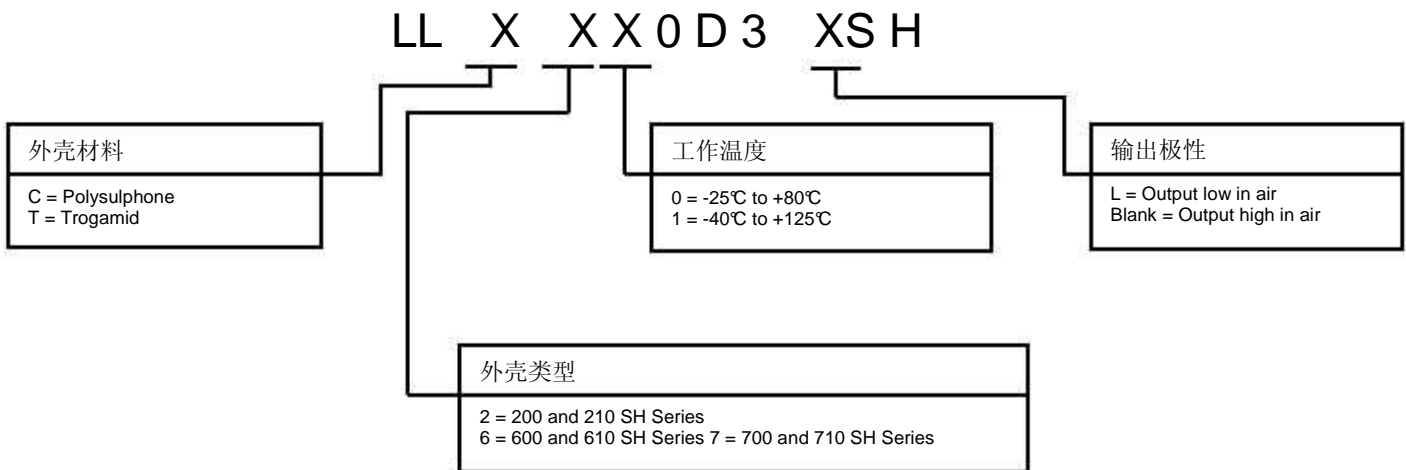 LL X X X 0 D 3 XS H
外壳材料
C = Polysulphone
T = Trogamid
工作温度
0 = -25℃ to +80℃
1 = -40℃ to +125℃
输出极性
L = Output low in air
Blank = Output high in air
外壳类型
2 = 200 and 210 SH Series
6 = 600 and 610 SH Series 7 = 700 and 710 SH Series